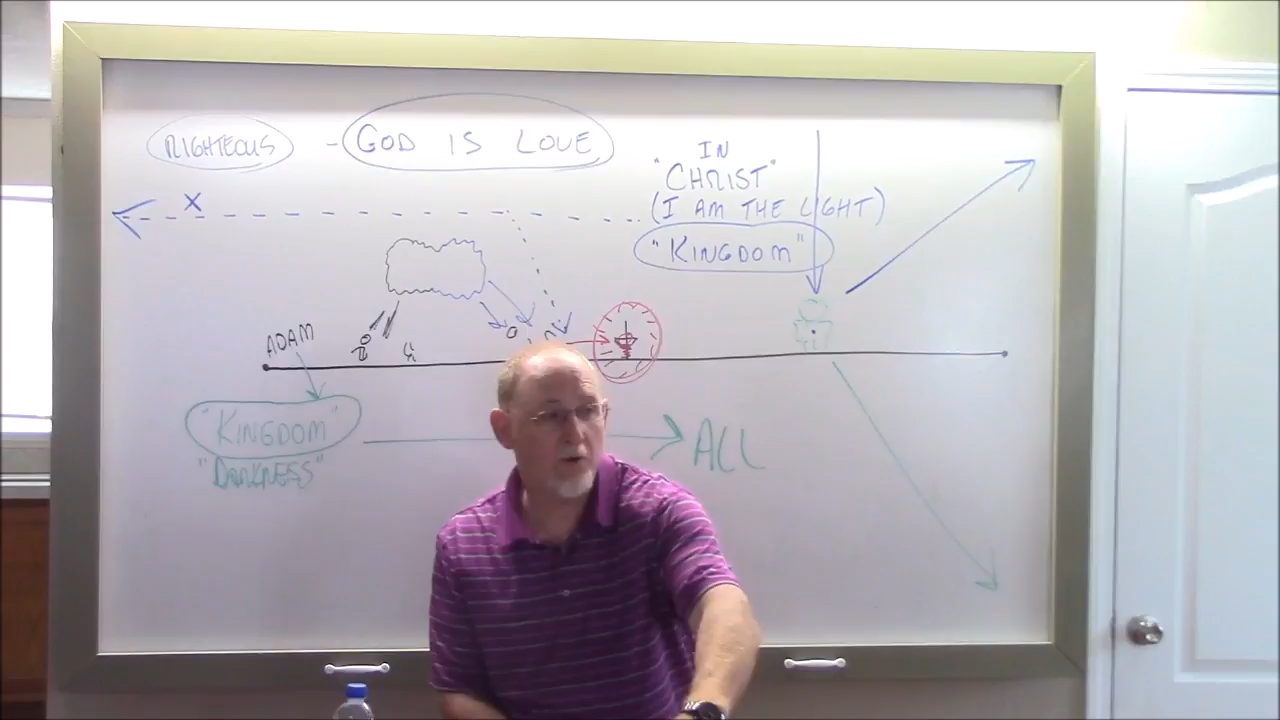 RIGHTEOUS - GOD IS LOVE
IN
"CHRIST"
(I AM THE LIGHT)
"KINGDOM"
X
ADAM
"KINGDOM"
"DARKNESS"
ALL